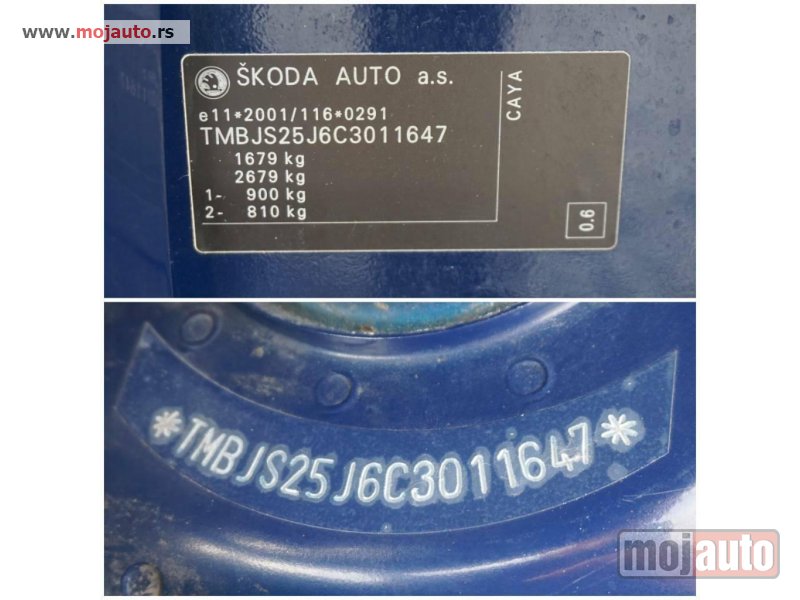 www.mojauto.rs
ŠKODA AUTO a.s.
e11*2001/116*0291
TMBJS25J6C3011647
1679 kg
2679 kg
1- 900 kg
2- 810 kg
CAYA
0.6
*TMBJS25J6C3011647*
mojauto